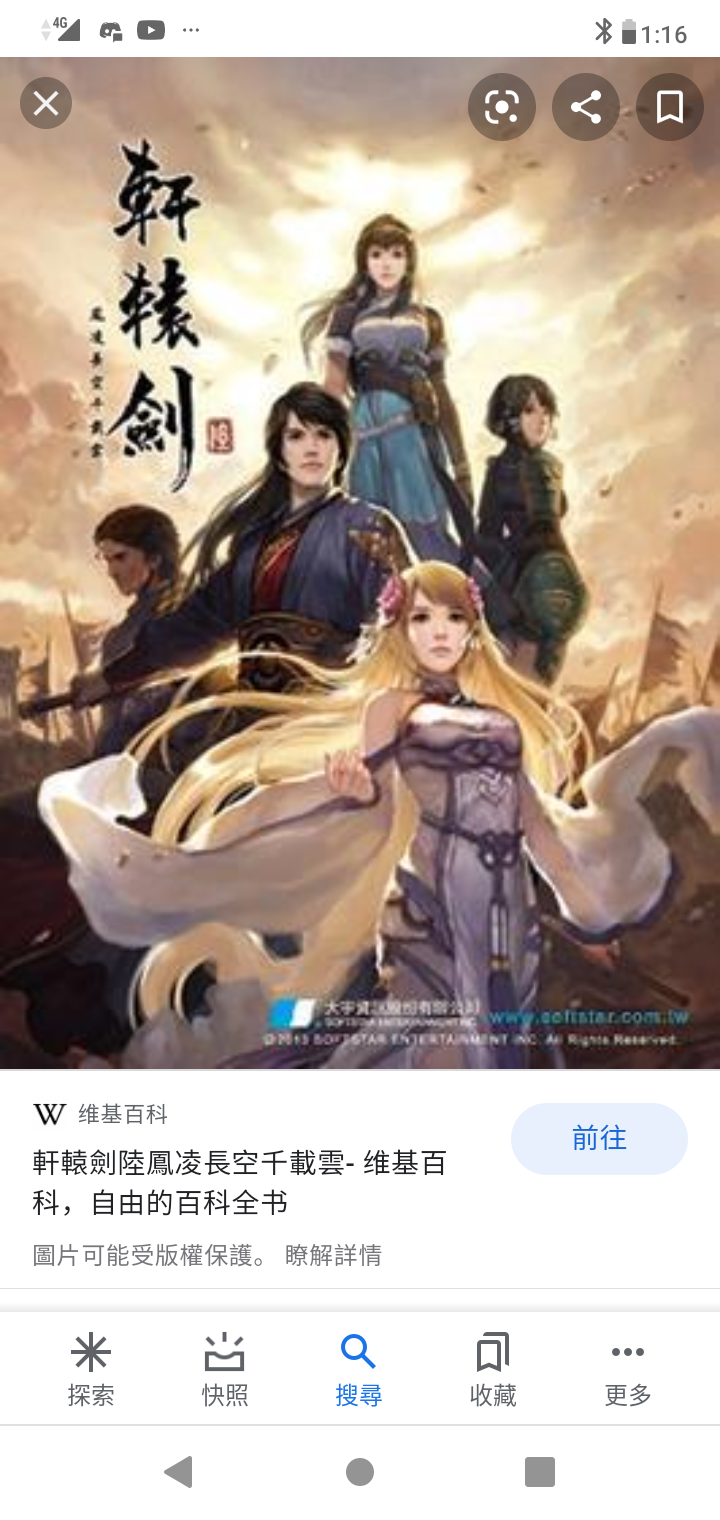 4G
1:16
軒轅劍
鳳凌長空千載雲
陸
大宇資訊股份有限公司
SOFTSTAR ENTERTAINMENT INC.
www.softstar.com.tw
©2013 SOFTSTAR ENTERTAINMENT INC. All Rights Reserved.
W 维基百科
前往
軒轅劍陸鳳凌長空千載雲- 维基百
科，自由的百科全书
圖片可能受版權保護。 瞭解詳情
探索
快照
搜尋
收藏
更多